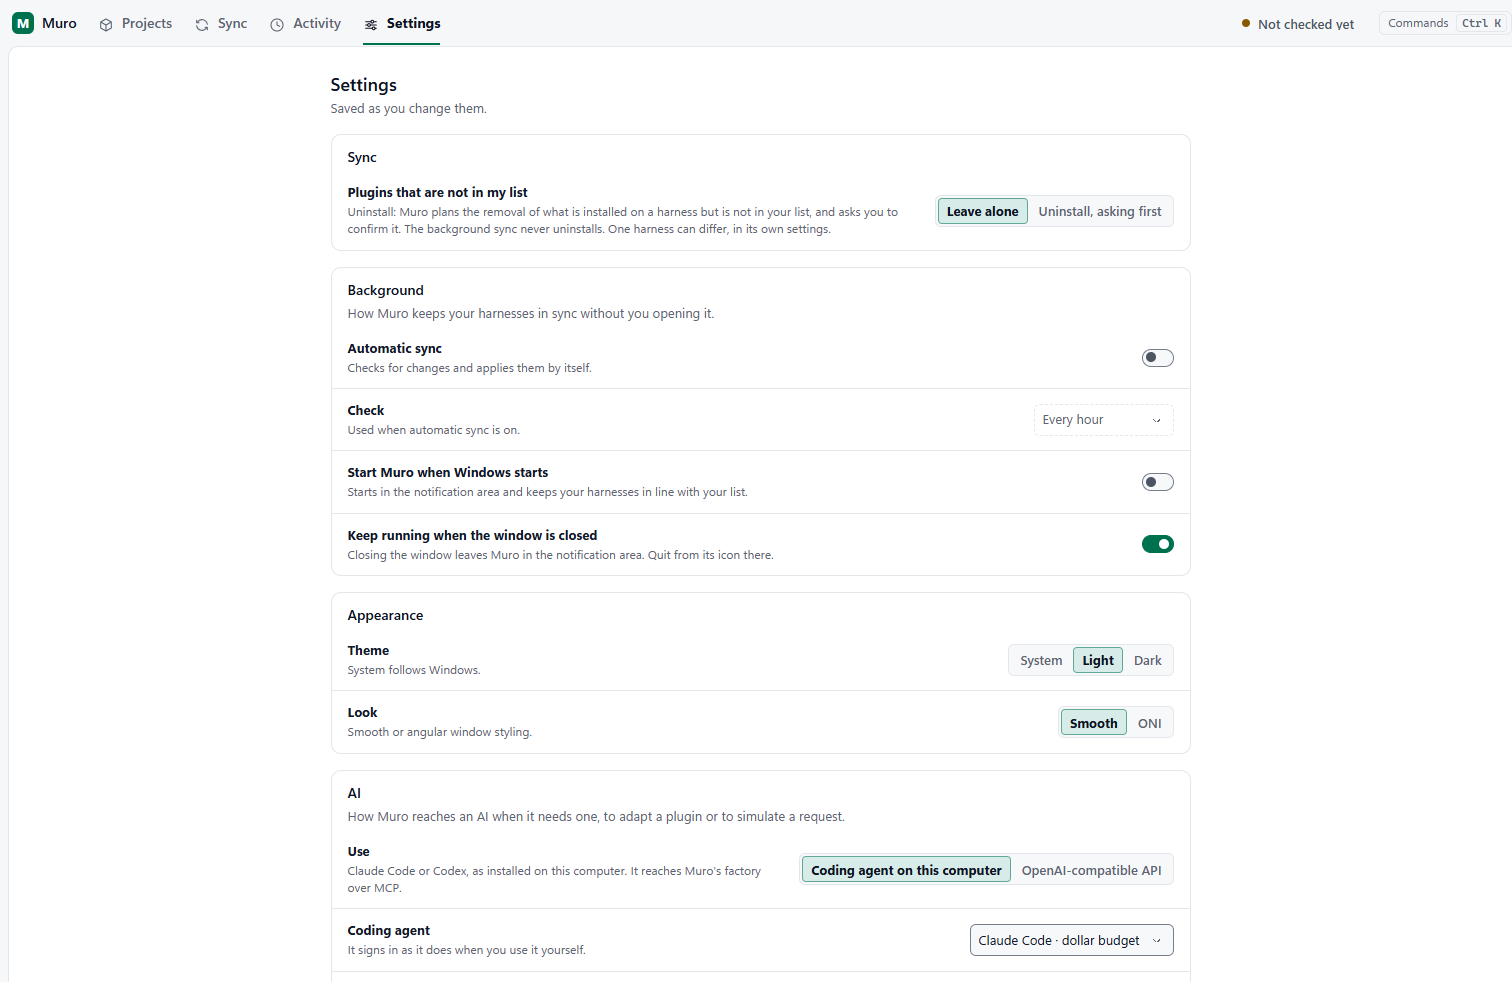 M Muro Projects Sync Activity Settings Not checked yet Commands Ctrl K
Settings
Saved as you change them.
Sync
Plugins that are not in my list
Uninstall: Muro plans the removal of what is installed on a harness but is not in your list, and asks you to
confirm it. The background sync never uninstalls. One harness can differ, in its own settings.
Leave alone Uninstall, asking first
Background
How Muro keeps your harnesses in sync without you opening it.
Automatic sync
Checks for changes and applies them by itself.
Check
Used when automatic sync is on.
Every hour
Start Muro when Windows starts
Starts in the notification area and keeps your harnesses in line with your list.
Keep running when the window is closed
Closing the window leaves Muro in the notification area. Quit from its icon there.
Appearance
Theme
System follows Windows.
System Light Dark
Look
Smooth or angular window styling.
Smooth ONI
AI
How Muro reaches an AI when it needs one, to adapt a plugin or to simulate a request.
Use
Claude Code or Codex, as installed on this computer. It reaches Muro's factory
over MCP.
Coding agent on this computer OpenAI-compatible API
Coding agent
It signs in as it does when you use it yourself.
Claude Code · dollar budget